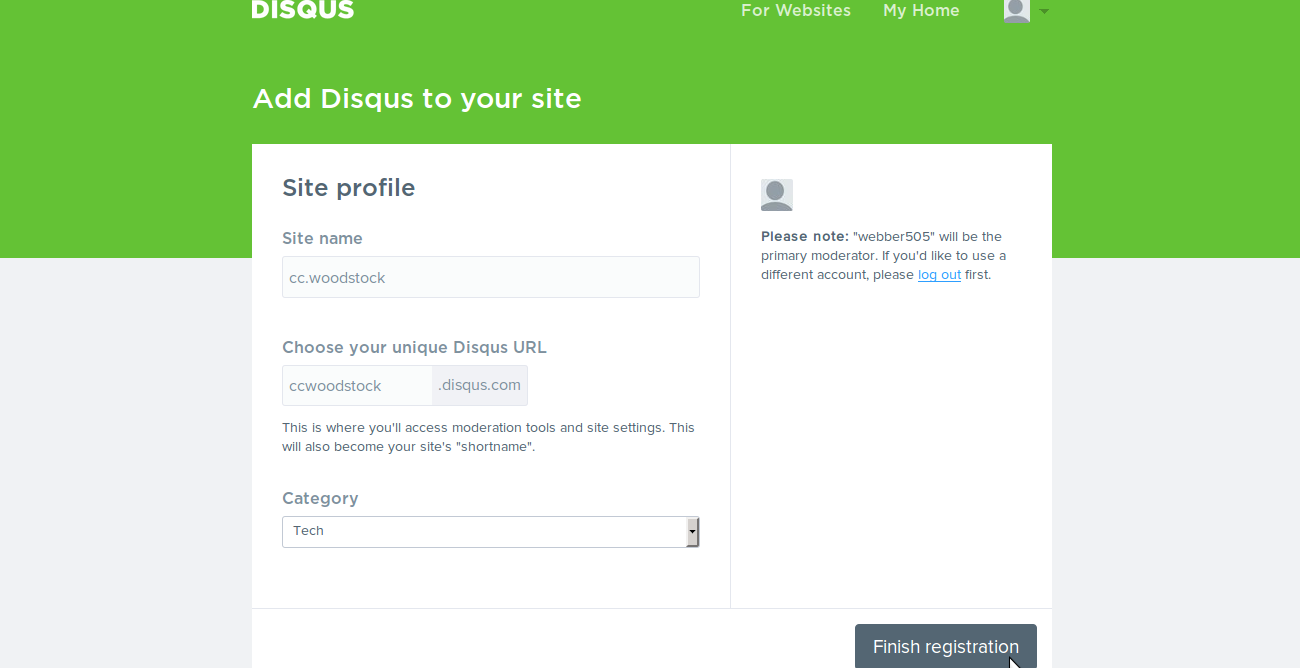 DISQUS
For Websites
My Home
Add Disqus to your site
Site profile
Site name
cc.woodstock
Choose your unique Disqus URL
ccwoodstock .disqus.com
This is where you'll access moderation tools and site settings. This
will also become your site's "shortname".
Category
Tech
Please note: "webber505" will be the
primary moderator. If you'd like to use a
different account, please log out first.
Finish registration